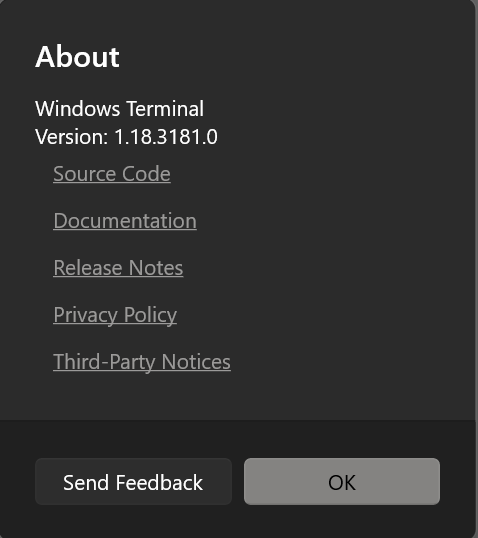 About
Windows Terminal
Version: 1.18.3181.0
Source Code
Documentation
Release Notes
Privacy Policy
Third-Party Notices
Send Feedback
OK